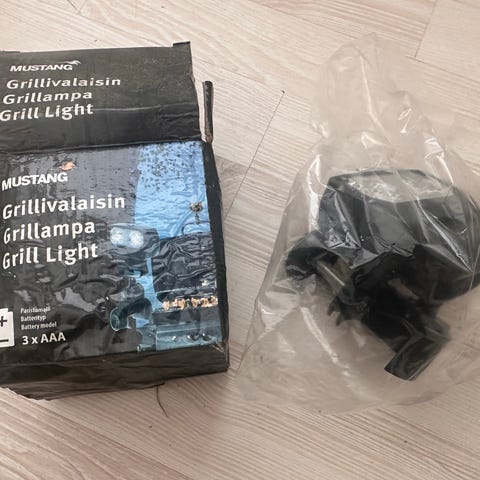 MUSTANG
Grillivalaisin
Grillampa
Grill Light
MUSTANG
Grillivalaisin
Grillampa
Grill Light
+
−
Paristomalli
Batterityp
Battery model
3 x AAA